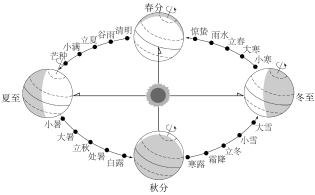 春分
清明
谷雨
立夏
小满
芒种
夏至
小暑
大暑
立秋
处暑
白露
秋分
寒露
霜降
立冬
小雪
大雪
冬至
小寒
大寒
立春
雨水
惊蛰